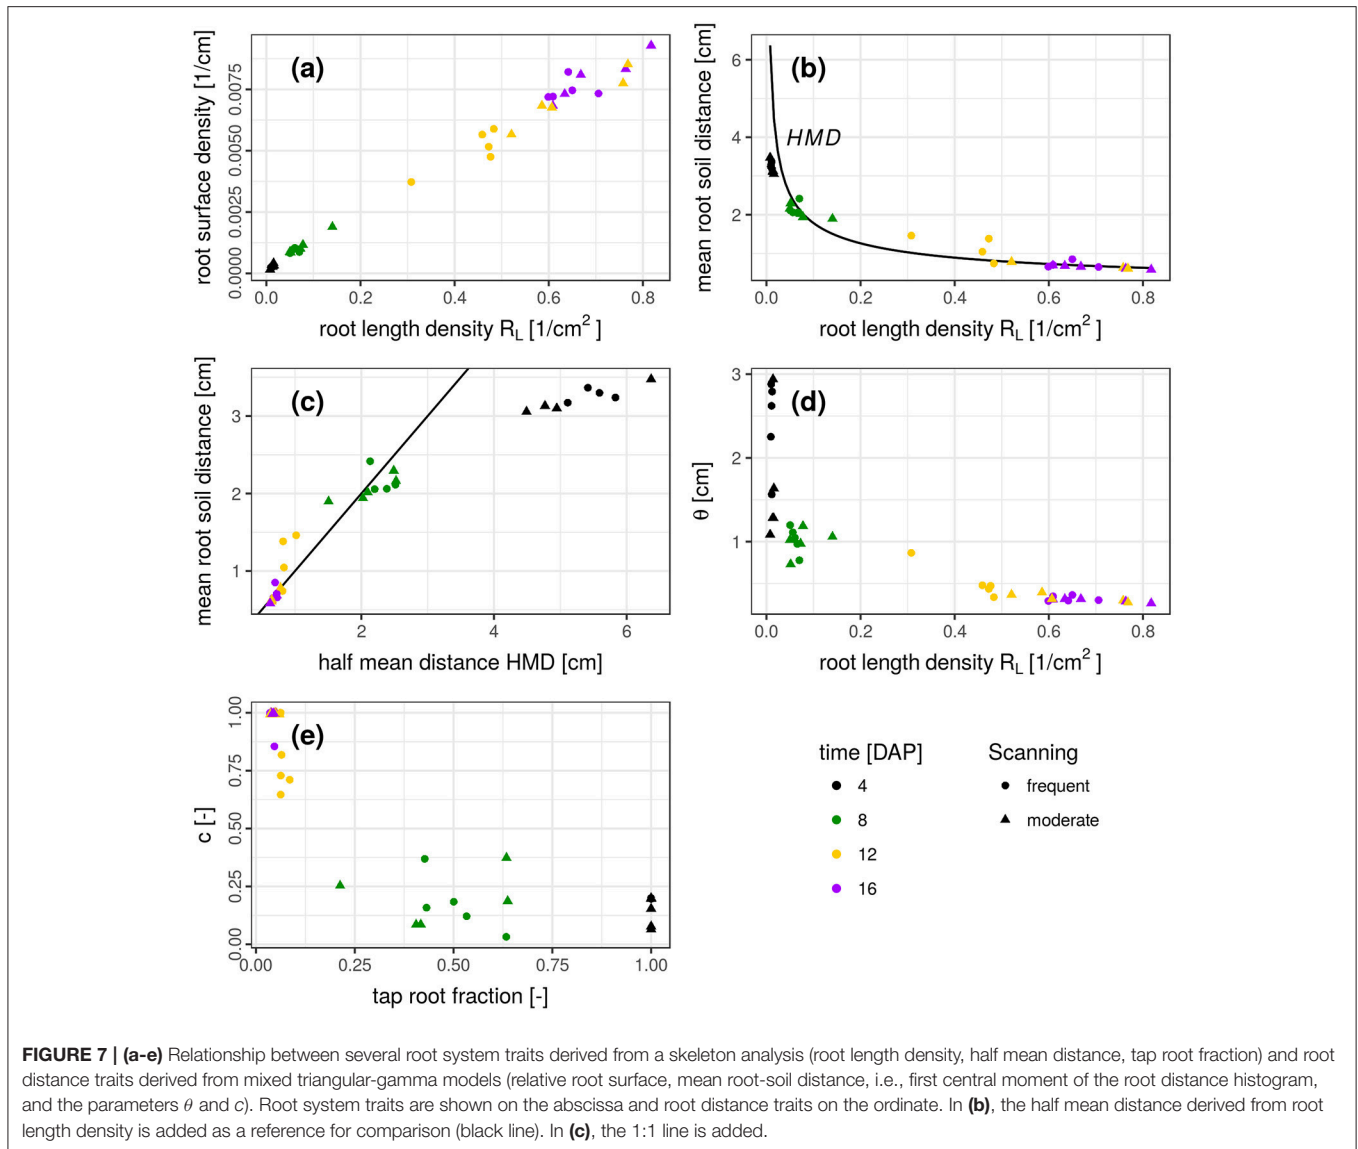 (a)
root surface density [1/cm]
0.0000 0.0025 0.0050 0.0075
0.0 0.2 0.4 0.6 0.8
root length density R_L [1/cm²]
(b)
HMD
mean root soil distance [cm]
6
4
2
0.0 0.2 0.4 0.6 0.8
root length density R_L [1/cm²]
(c)
mean root soil distance [cm]
3
2
1
2 4 6
half mean distance HMD [cm]
(d)
θ [cm]
3
2
1
0.0 0.2 0.4 0.6 0.8
root length density R_L [1/cm²]
(e)
c [-]
0.00 0.25 0.50 0.75 1.00
0.00 0.25 0.50 0.75 1.00
tap root fraction [-]
time [DAP]
4
8
12
16
Scanning
frequent
moderate
FIGURE 7 | (a-e) Relationship between several root system traits derived from a skeleton analysis (root length density, half mean distance, tap root fraction) and root
distance traits derived from mixed triangular-gamma models (relative root surface, mean root-soil distance, i.e., first central moment of the root distance histogram,
and the parameters θ and c). Root system traits are shown on the abscissa and root distance traits on the ordinate. In (b), the half mean distance derived from root
length density is added as a reference for comparison (black line). In (c), the 1:1 line is added.